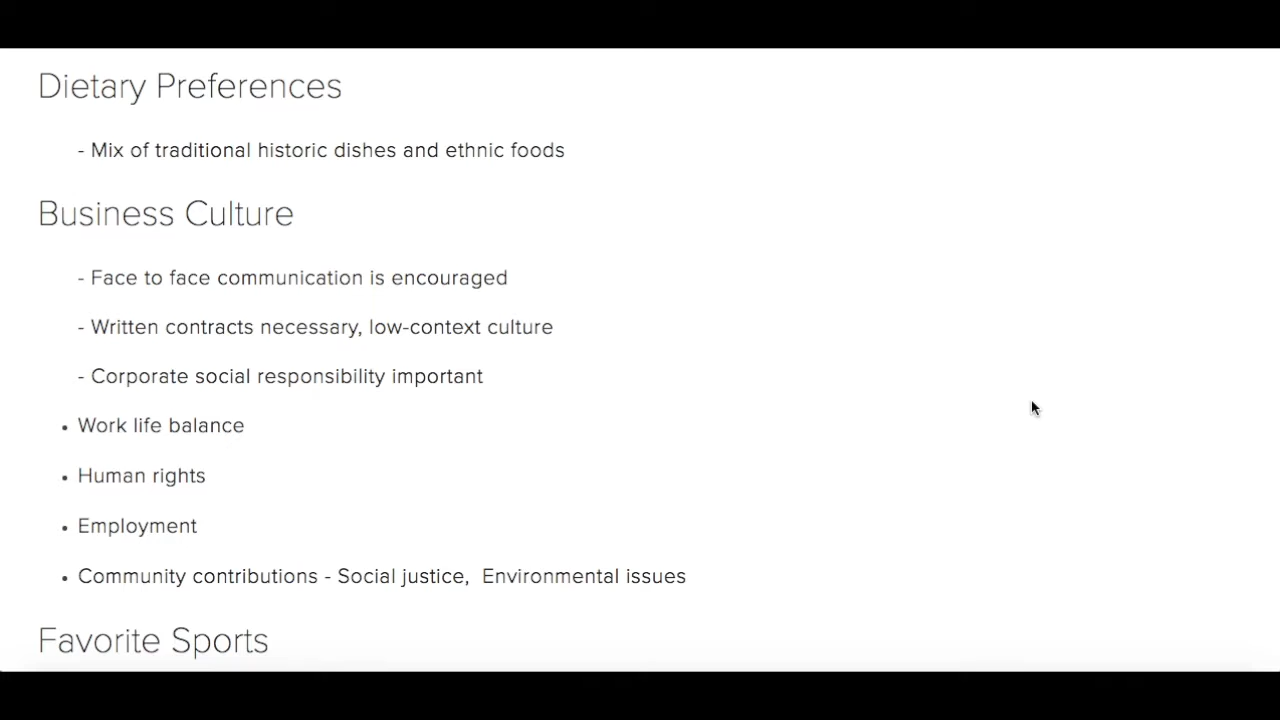 Dietary Preferences
- Mix of traditional historic dishes and ethnic foods
Business Culture
- Face to face communication is encouraged
- Written contracts necessary, low-context culture
- Corporate social responsibility important
• Work life balance
• Human rights
• Employment
• Community contributions - Social justice,  Environmental issues
Favorite Sports